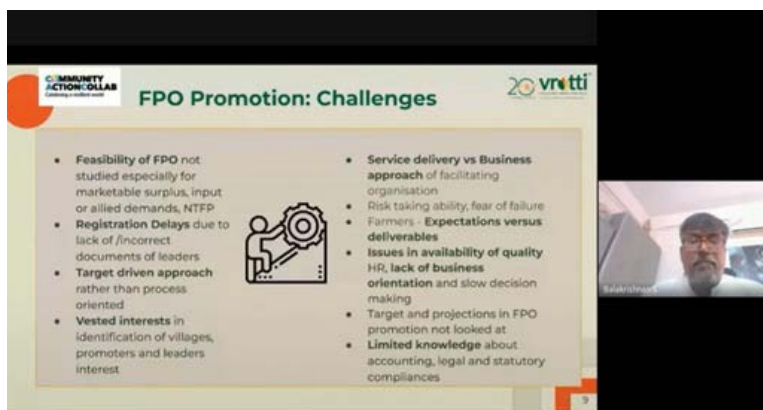 COMMUNITY
ACTIONCOLLAB
FPO Promotion: Challenges
20 vrutti
• Feasibility of FPO not
studied especially for
marketable surplus, input
or allied demands, NTFP
• Registration Delays due to
lack of /incorrect
documents of leaders
• Target driven approach
rather than process
oriented
• Vested interests in
identification of villages,
promoters and leaders
interest
• Service delivery vs Business
approach of facilitating
organisation
• Risk taking ability, fear of failure
• Farmers - Expectations versus
deliverables
• Issues in availability of quality
HR, lack of business
orientation and slow decision
making
• Target and projections in FPO
promotion not looked at
• Limited knowledge about
accounting, legal and statutory
compliances
9